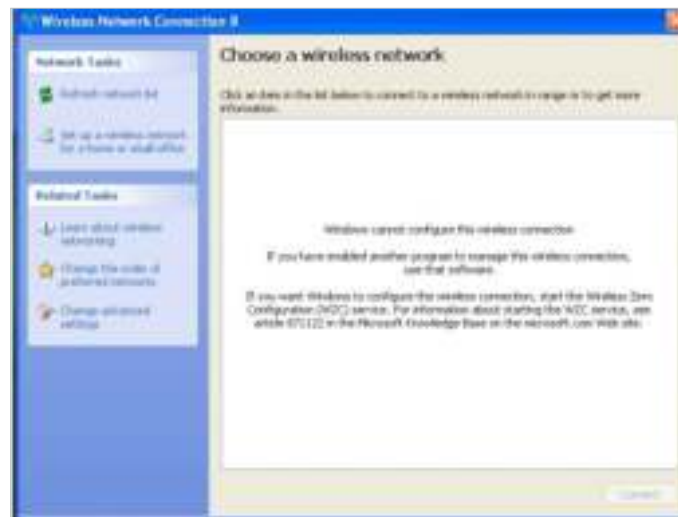 Wireless Network Connection 8
Network Tasks
Refresh network list
Set up a wireless network
for a home or small office
Related Tasks
Learn about wireless
networking
Change the order of
preferred networks
Change advanced
settings
Choose a wireless network
Click an item in the list below to connect to a wireless network in range or to get more
information.
Windows cannot configure this wireless connection
If you have enabled another program to manage this wireless connection,
use that software.
If you want Windows to configure this wireless connection, start the Wireless Zero
Configuration (WZC) service. For information about starting the WZC service, see
article 871122 in the Microsoft Knowledge Base on the microsoft.com Web site.
Connect